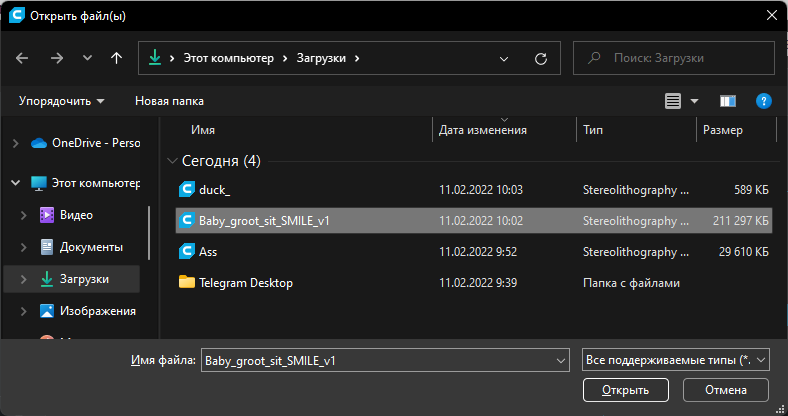 Открыть файл(ы)
Этот компьютер Загрузки
Поиск: Загрузки
Упорядочить Новая папка
Имя Дата изменения Тип Размер
OneDrive - Perso
Сегодня (4)
Этот компьютер
duck_ 11.02.2022 10:03 Stereolithography ... 589 КБ
Видео
Baby_groot_sit_SMILE_v1 11.02.2022 10:02 Stereolithography ... 211 297 КБ
Документы
Ass 11.02.2022 9:52 Stereolithography ... 29 610 КБ
Загрузки
Telegram Desktop 11.02.2022 9:39 Папка с файлами
Изображения
Имя файла: Baby_groot_sit_SMILE_v1 Все поддерживаемые типы (*.
Открыть Отмена